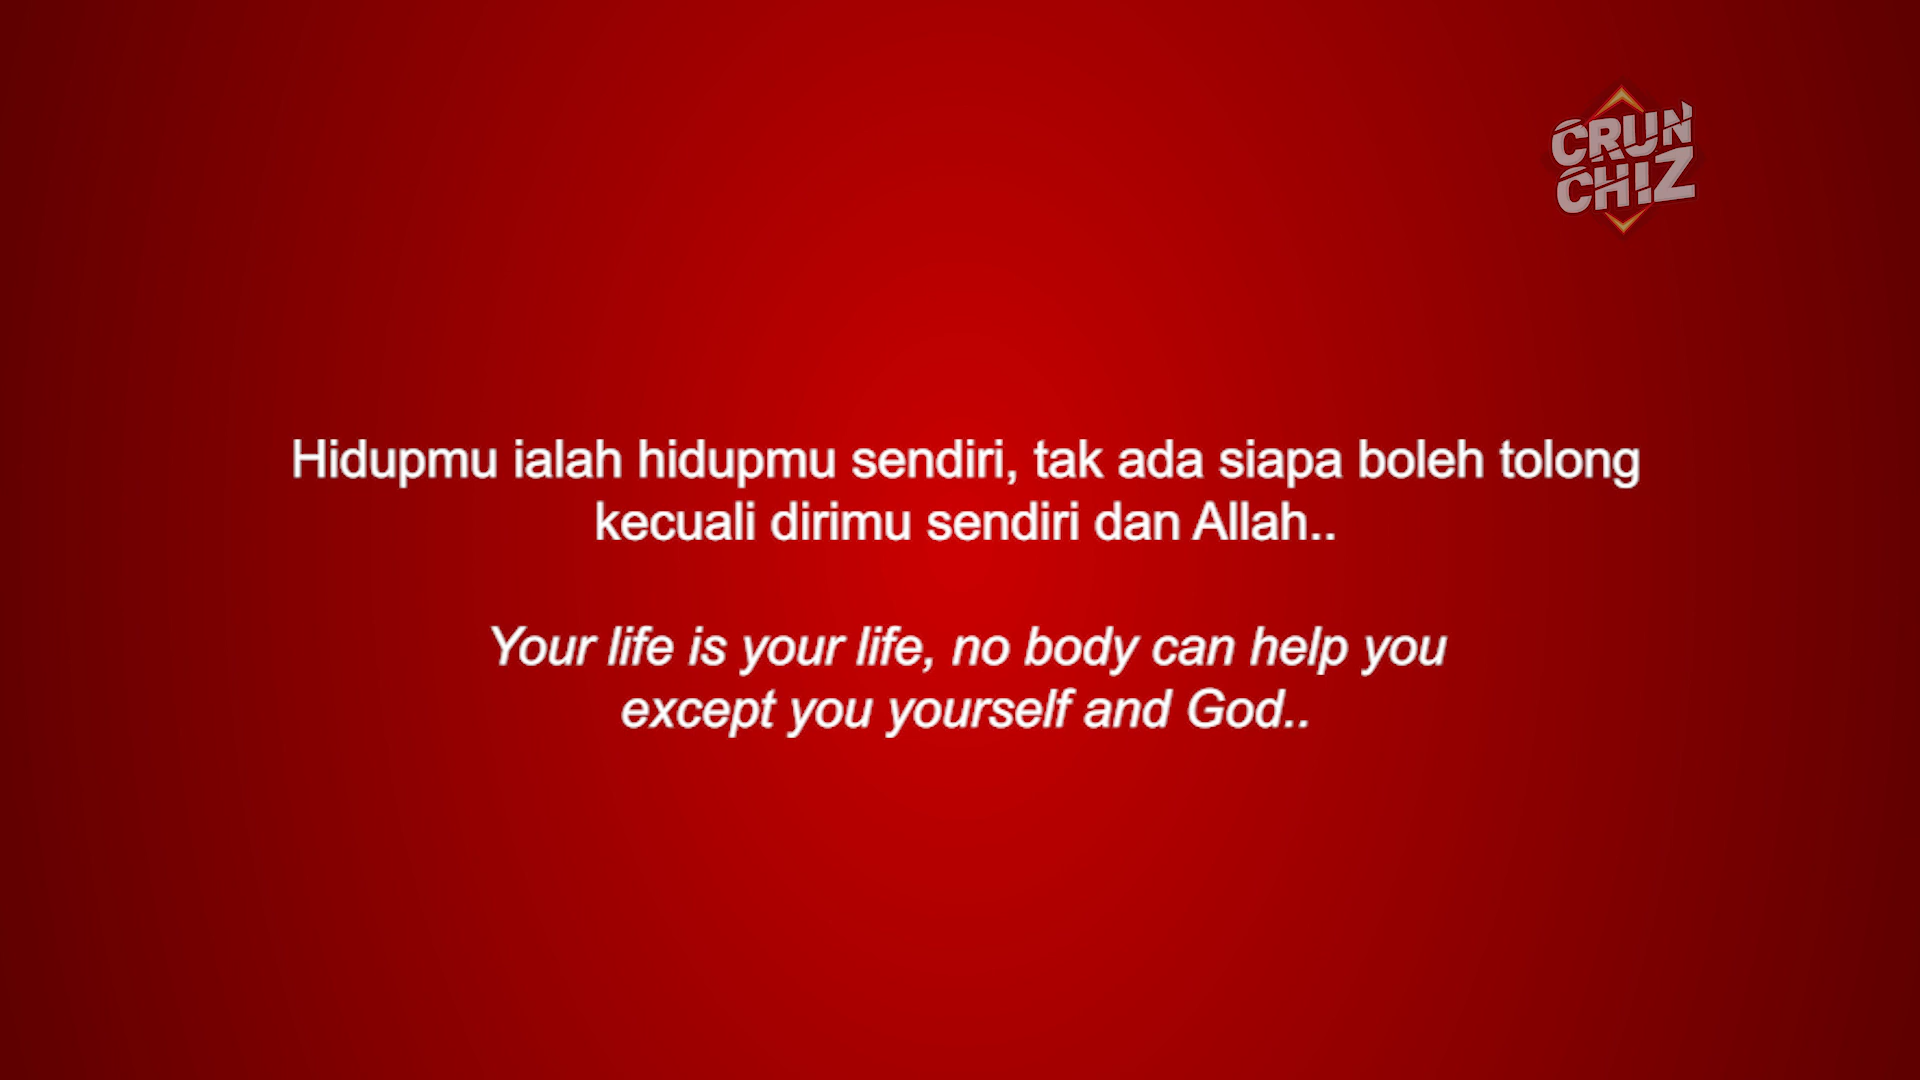 CRUN
CHIZ
Hidupmu ialah hidupmu sendiri, tak ada siapa boleh tolong
kecuali dirimu sendiri dan Allah..
Your life is your life, no body can help you
except you yourself and God..